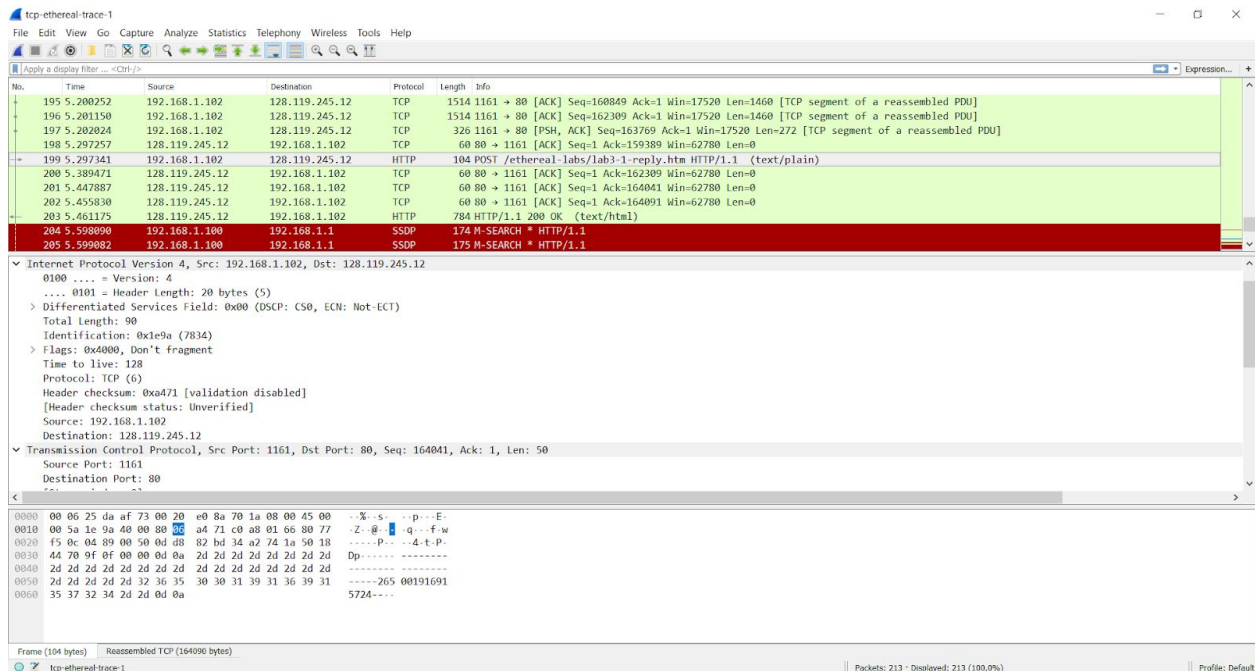 tcp-ethereal-trace-1
File Edit View Go Capture Analyze Statistics Telephony Wireless Tools Help
Apply a display filter ... <Ctrl-/>
Expression... +
No. Time Source Destination Protocol Length Info
195 5.200252 192.168.1.102 128.119.245.12 TCP 1514 1161 → 80 [ACK] Seq=160849 Ack=1 Win=17520 Len=1460 [TCP segment of a reassembled PDU]
196 5.201150 192.168.1.102 128.119.245.12 TCP 1514 1161 → 80 [ACK] Seq=162309 Ack=1 Win=17520 Len=1460 [TCP segment of a reassembled PDU]
197 5.202024 192.168.1.102 128.119.245.12 TCP 326 1161 → 80 [PSH, ACK] Seq=163769 Ack=1 Win=17520 Len=272 [TCP segment of a reassembled PDU]
198 5.297257 128.119.245.12 192.168.1.102 TCP 60 80 → 1161 [ACK] Seq=1 Ack=159389 Win=62780 Len=0
199 5.297341 192.168.1.102 128.119.245.12 HTTP 104 POST /ethereal-labs/lab3-1-reply.htm HTTP/1.1 (text/plain)
200 5.389471 128.119.245.12 192.168.1.102 TCP 60 80 → 1161 [ACK] Seq=1 Ack=162309 Win=62780 Len=0
201 5.447887 128.119.245.12 192.168.1.102 TCP 60 80 → 1161 [ACK] Seq=1 Ack=164041 Win=62780 Len=0
202 5.455830 128.119.245.12 192.168.1.102 TCP 60 80 → 1161 [ACK] Seq=1 Ack=164091 Win=62780 Len=0
203 5.461175 128.119.245.12 192.168.1.102 HTTP 784 HTTP/1.1 200 OK (text/html)
204 5.598090 192.168.1.100 192.168.1.1 SSDP 174 M-SEARCH * HTTP/1.1
205 5.599082 192.168.1.100 192.168.1.1 SSDP 175 M-SEARCH * HTTP/1.1
Internet Protocol Version 4, Src: 192.168.1.102, Dst: 128.119.245.12
0100 .... = Version: 4
.... 0101 = Header Length: 20 bytes (5)
Differentiated Services Field: 0x00 (DSCP: CS0, ECN: Not-ECT)
Total Length: 90
Identification: 0x1e9a (7834)
Flags: 0x4000, Don't fragment
Time to live: 128
Protocol: TCP (6)
Header checksum: 0xa471 [validation disabled]
[Header checksum status: Unverified]
Source: 192.168.1.102
Destination: 128.119.245.12
Transmission Control Protocol, Src Port: 1161, Dst Port: 80, Seq: 164041, Ack: 1, Len: 50
Source Port: 1161
Destination Port: 80
0000 00 06 25 da af 73 00 20 e0 8a 70 1a 08 00 45 00 ··%··s· ··p···E·
0010 00 5a 1e 9a 40 00 80 06 a4 71 c0 a8 01 66 80 77 ·Z··@··· ·q···f·w
0020 f5 0c 04 89 00 50 0d d8 82 bd 34 a2 74 1a 50 18 ·····P·· ··4·t·P·
0030 44 70 9f 0f 00 00 0d 0a 2d 2d 2d 2d 2d 2d 2d 2d Dp······ --------
0040 2d 2d 2d 2d 2d 2d 2d 2d 2d 2d 2d 2d 2d 2d 2d 2d -------- --------
0050 2d 2d 2d 2d 2d 32 36 35 30 30 31 39 31 36 39 31 -----265 00191691
0060 35 37 32 34 2d 2d 0d 0a 5724--··
Frame (104 bytes) Reassembled TCP (164090 bytes)
tcp-ethereal-trace-1 Packets: 213 · Displayed: 213 (100.0%) Profile: Default